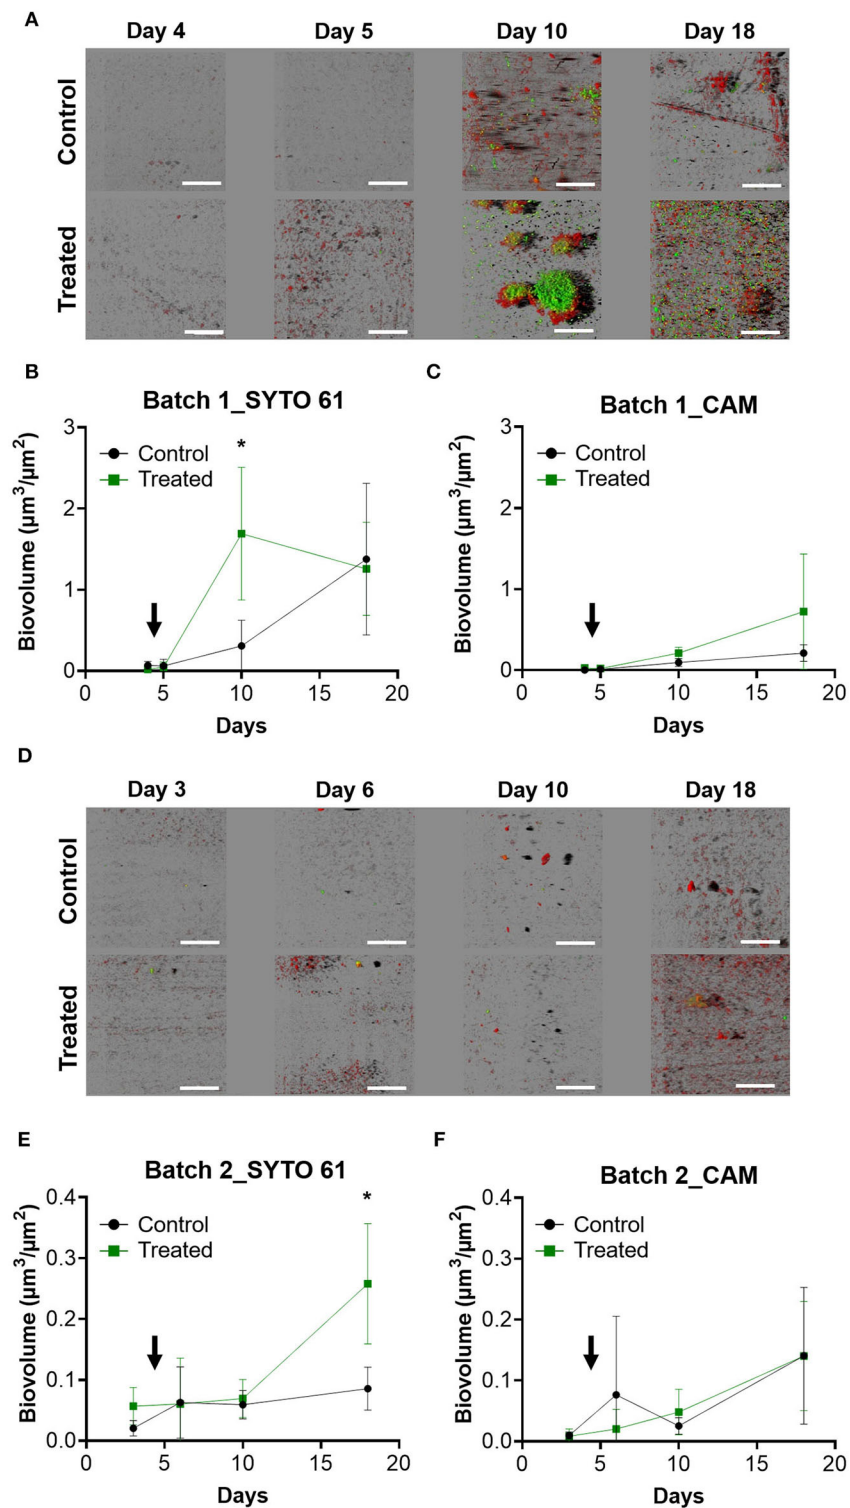 A
Day 4 Day 5 Day 10 Day 18
Control
Treated
B
C
Batch 1_SYTO 61
Batch 1_CAM
Biovolume (µm³/µm²)
3
2
1
0
Control
Treated
*
0 5 10 15 20
Days
Biovolume (µm³/µm²)
3
2
1
0
Control
Treated
0 5 10 15 20
Days
D
Day 3 Day 6 Day 10 Day 18
Control
Treated
E
F
Batch 2_SYTO 61
Batch 2_CAM
Biovolume (µm³/µm²)
0.4
0.3
0.2
0.1
0.0
Control
Treated
*
0 5 10 15 20
Days
Biovolume (µm³/µm²)
0.4
0.3
0.2
0.1
0.0
Control
Treated
0 5 10 15 20
Days